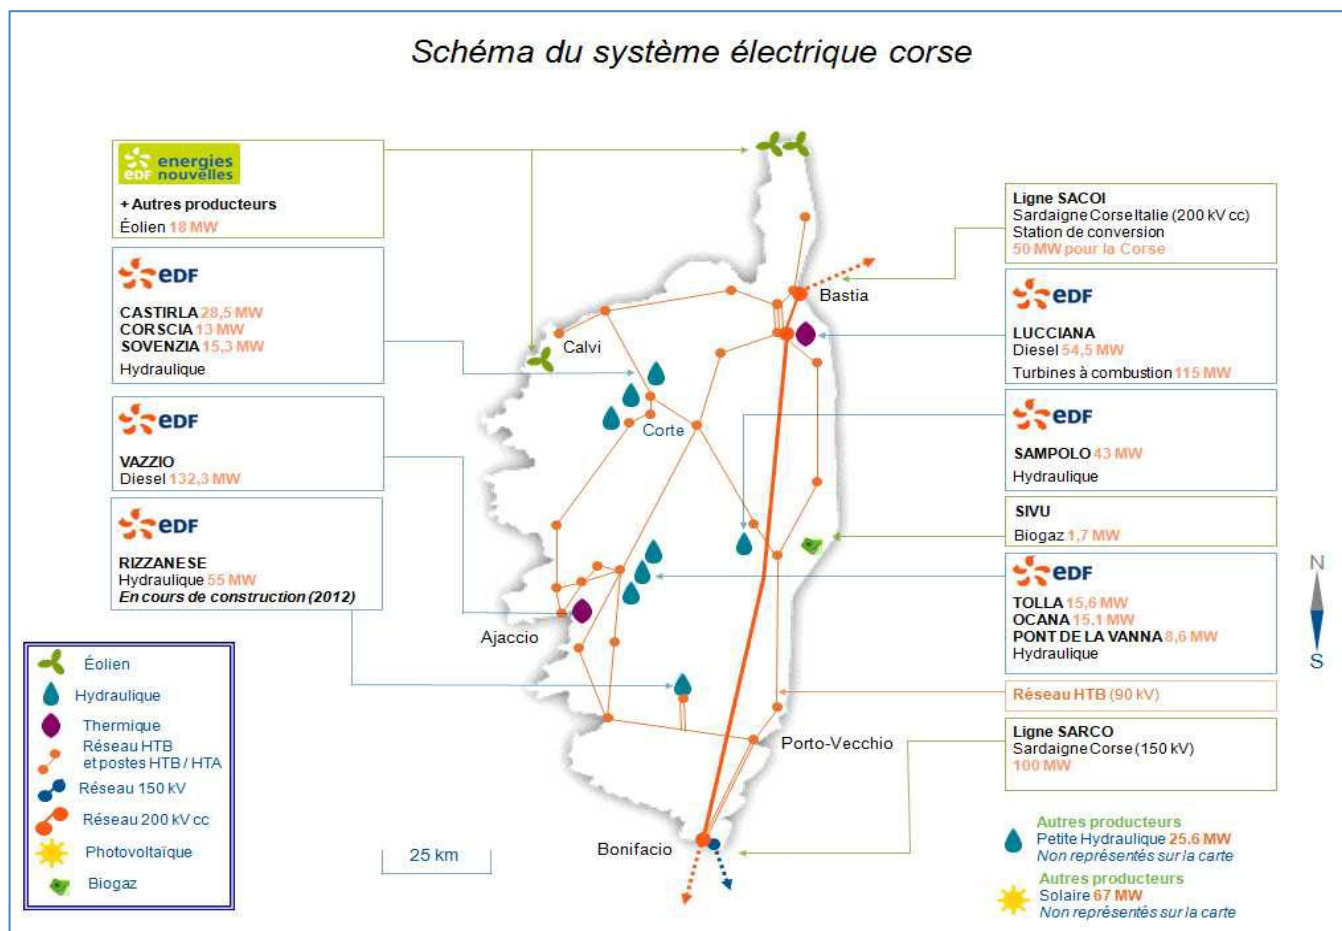 Schéma du système électrique corse
energies
eDF nouvelles
+ Autres producteurs
Éolien 18 MW
eDF
CASTIRLA 28,5 MW
CORSCIA 13 MW
SOVENZIA 15,3 MW
Hydraulique
eDF
VAZZIO
Diesel 132,3 MW
eDF
RIZZANESE
Hydraulique 55 MW
En cours de construction (2012)
Éolien
Hydraulique
Thermique
Réseau HTB
et postes HTB / HTA
Réseau 150 kV
Réseau 200 kV cc
Photovoltaïque
Biogaz
Bastia
Calvi
Corte
Ajaccio
Porto-Vecchio
Bonifacio
25 km
Ligne SACOI
Sardaigne Corse Italie (200 kV cc)
Station de conversion
50 MW pour la Corse
eDF
LUCCIANA
Diesel 54,5 MW
Turbines à combustion 115 MW
eDF
SAMPOLO 43 MW
Hydraulique
SIVU
Biogaz 1,7 MW
eDF
TOLLA 15,6 MW
OCANA 15,1 MW
PONT DE LA VANNA 8,6 MW
Hydraulique
Réseau HTB (90 kV)
Ligne SARCO
Sardaigne Corse (150 kV)
100 MW
N
S
Autres producteurs
Petite Hydraulique 25.6 MW
Non représentés sur la carte
Autres producteurs
Solaire 67 MW
Non représentés sur la carte